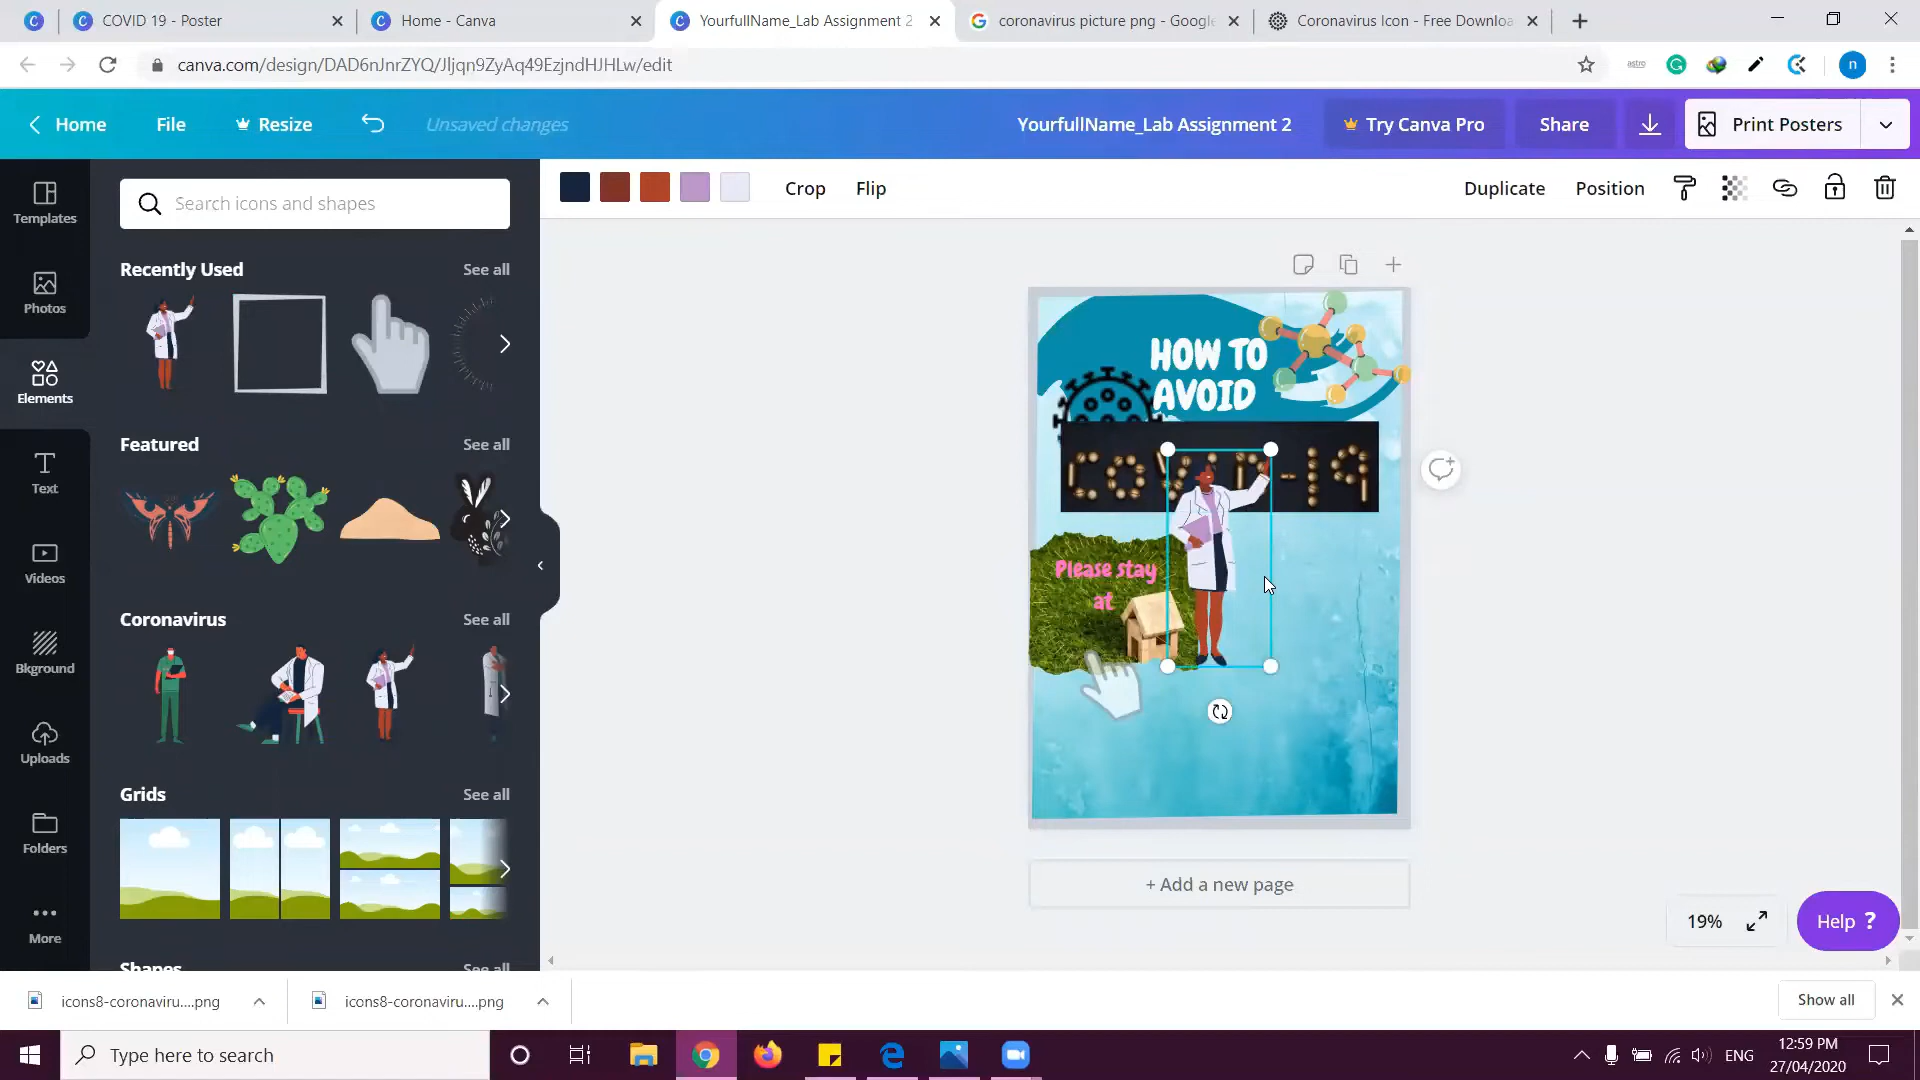 COVID 19 - Poster
Home - Canva
YourfullName_Lab Assignment 2
coronavirus picture png - Google
Coronavirus Icon - Free Downloa
canva.com/design/DAD6nJnrZYQ/Jljqn9ZyAq49EzjndHJHLw/edit
astro
n
Home
File
Resize
Unsaved changes
YourfullName_Lab Assignment 2
Try Canva Pro
Share
Print Posters
Templates
Photos
Elements
Text
Videos
Bkground
Uploads
Folders
More
Search icons and shapes
Recently Used
See all
Featured
See all
Coronavirus
See all
Grids
See all
Shapes
See all
Crop
Flip
Duplicate
Position
HOW TO
AVOID
COVID-19
Please stay
at
+ Add a new page
19%
Help ?
icons8-coronaviru....png
icons8-coronaviru....png
Show all
Type here to search
ENG
12:59 PM
27/04/2020